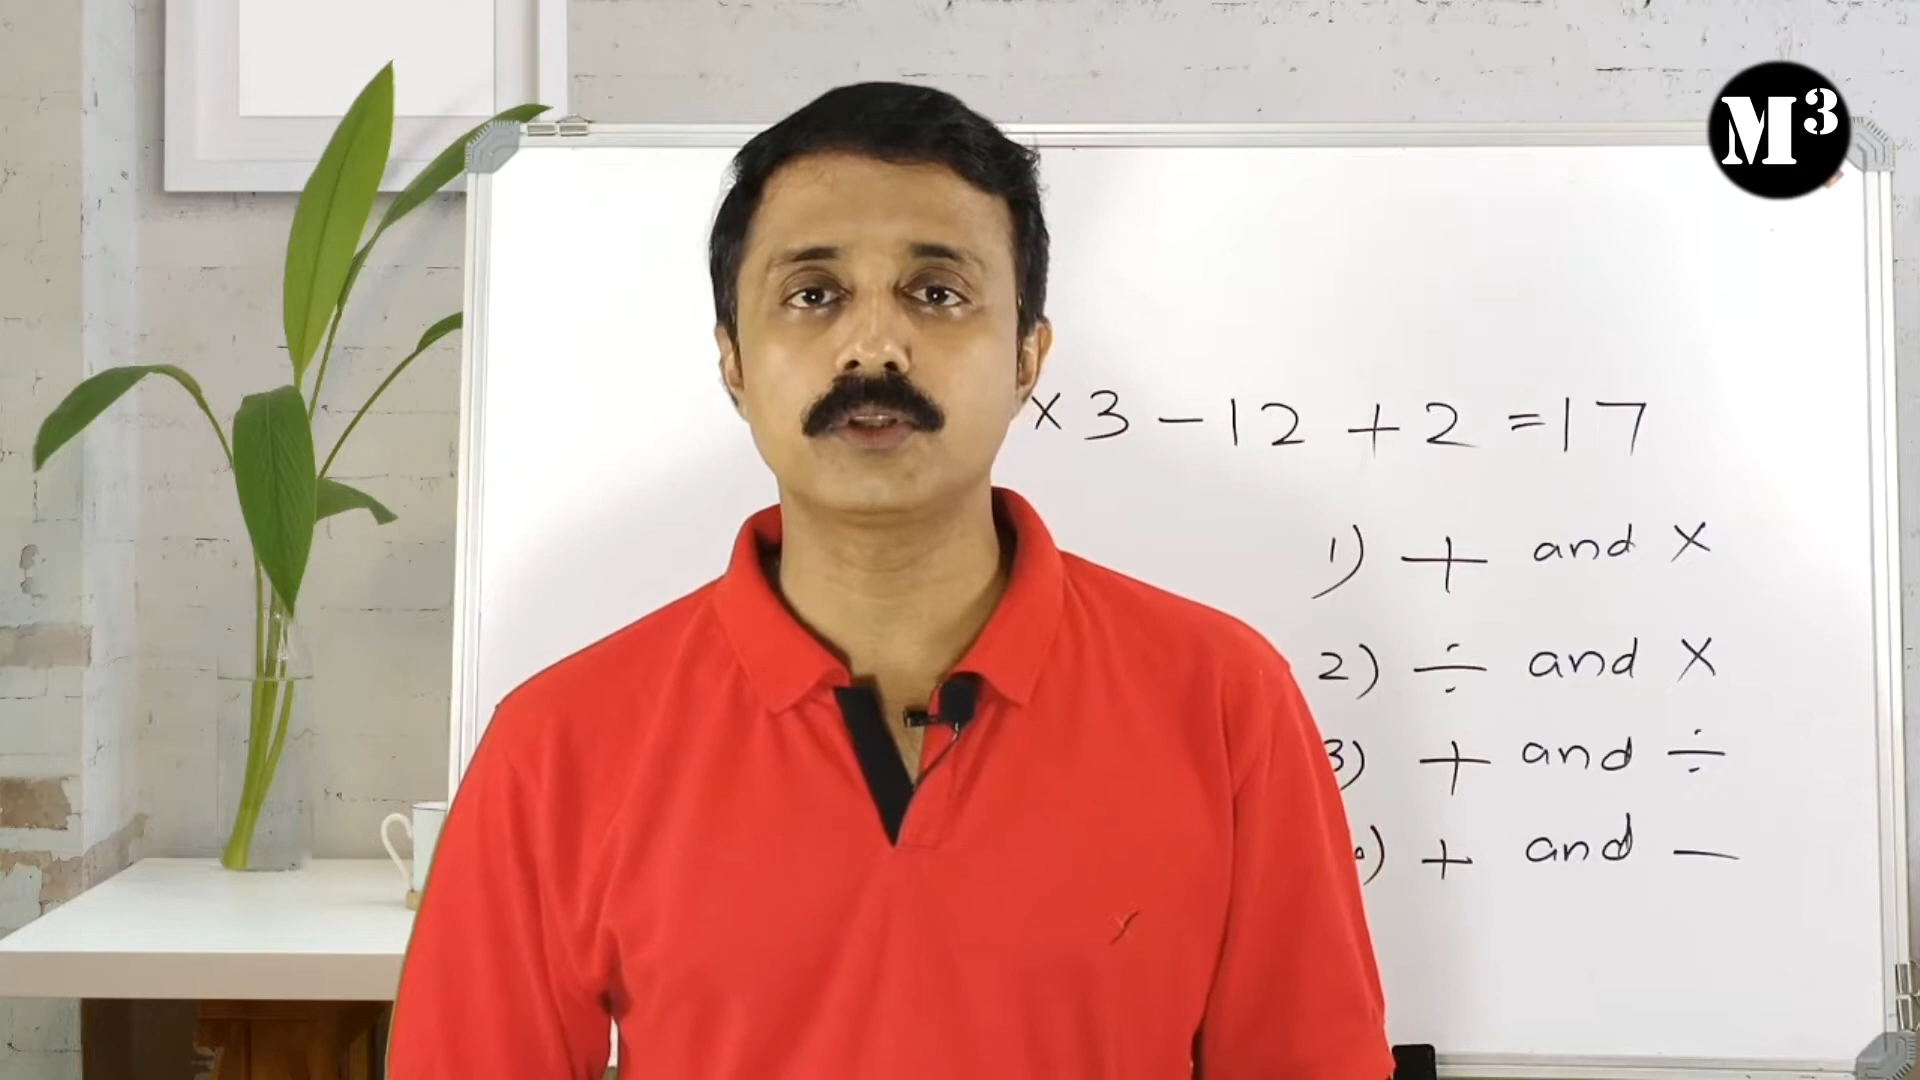 M³
× 3 - 12 + 2 = 17
1) + and ×
2) ÷ and ×
3) + and ÷
) + and -